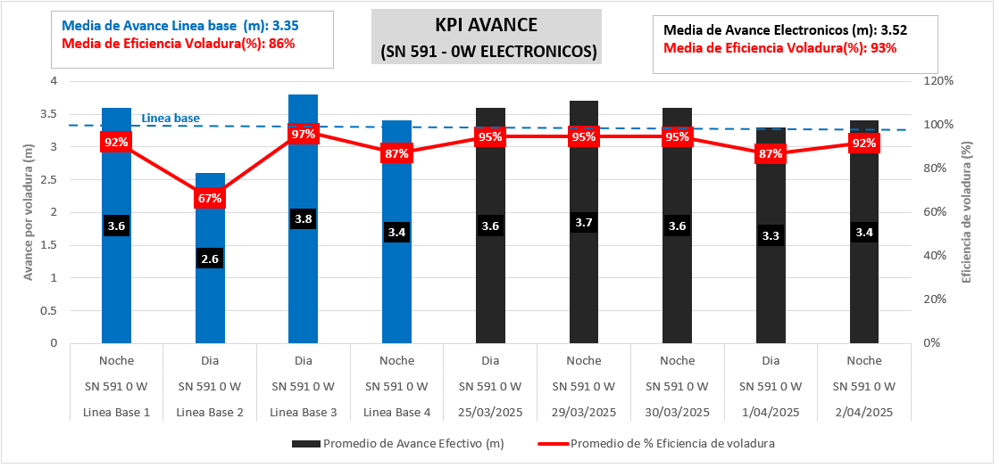 KPI AVANCE
(SN 591 - 0W ELECTRONICOS)
Media de Avance Linea base  (m): 3.35
Media de Eficiencia Voladura(%): 86%
Media de Avance Electronicos (m): 3.52
Media de Eficiencia Voladura(%): 93%
Avance por voladura (m)
4
3.5
3
2.5
2
1.5
1
0.5
0
Linea base
92%
67%
97%
87%
95%
95%
95%
87%
92%
3.6
2.6
3.8
3.4
3.6
3.7
3.6
3.3
3.4
120%
100%
80%
60%
40%
20%
0%
Eficiencia de voladura (%)
Noche Dia Dia Noche Dia Noche Noche Dia Noche
SN 591 0 W SN 591 0 W SN 591 0 W SN 591 0 W SN 591 0 W SN 591 0 W SN 591 0 W SN 591 0 W SN 591 0 W
Linea Base 1 Linea Base 2 Linea Base 3 Linea Base 4 25/03/2025 29/03/2025 30/03/2025 1/04/2025 2/04/2025
Promedio de Avance Efectivo (m) Promedio de % Eficiencia de voladura